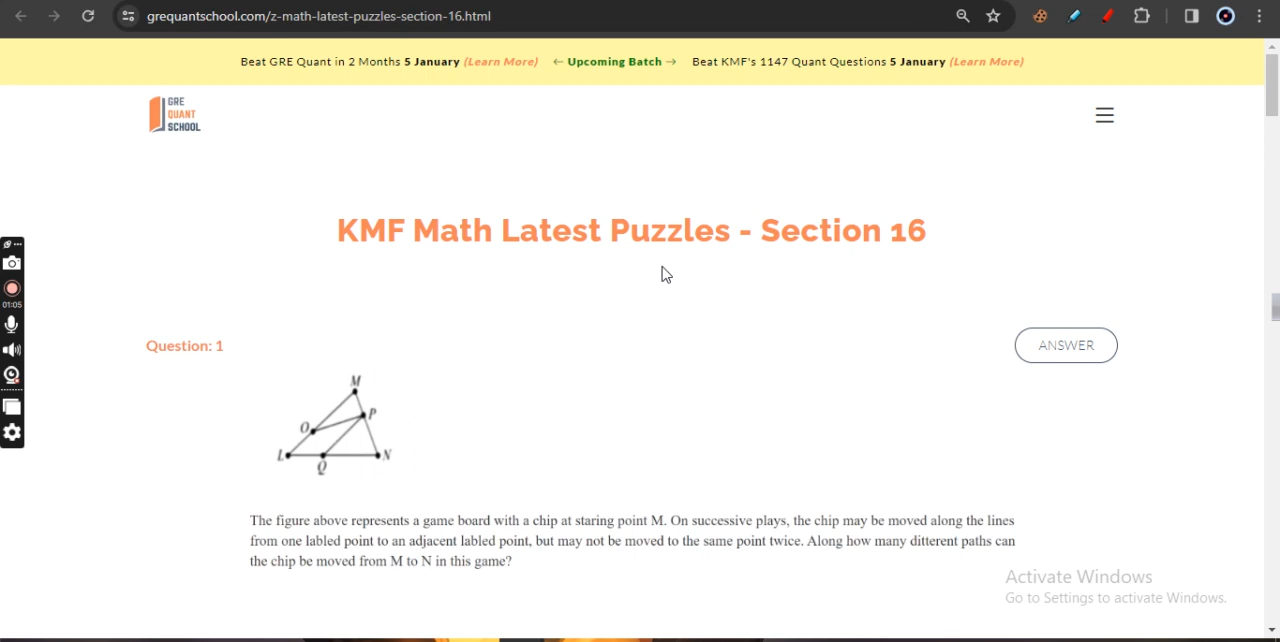 grequantschool.com/z-math-latest-puzzles-section-16.html
Beat GRE Quant in 2 Months 5 January (Learn More) ← Upcoming Batch → Beat KMF's 1147 Quant Questions 5 January (Learn More)
GRE
QUANT
SCHOOL
KMF Math Latest Puzzles - Section 16
01:05
Question: 1
ANSWER
M
P
O
L
N
Q
The figure above represents a game board with a chip at staring point M. On successive plays, the chip may be moved along the lines
from one labled point to an adjacent labled point, but may not be moved to the same point twice. Along how many ditterent paths can
the chip be moved from M to N in this game?
Activate Windows
Go to Settings to activate Windows.